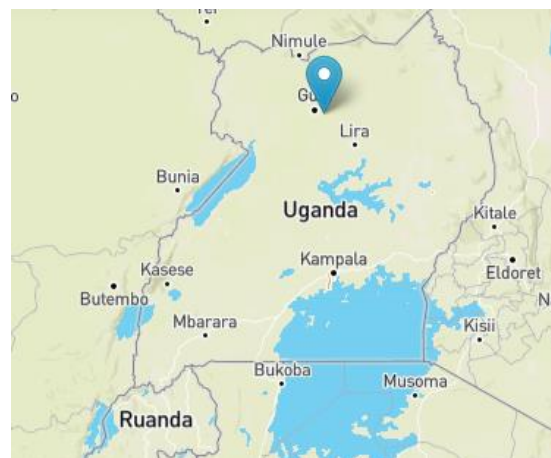 Nimule
Lira
Bunia
Uganda
Kitale
Kampala
Eldoret
Kasese
Butembo
Mbarara
Kisii
Bukoba
Musoma
Ruanda